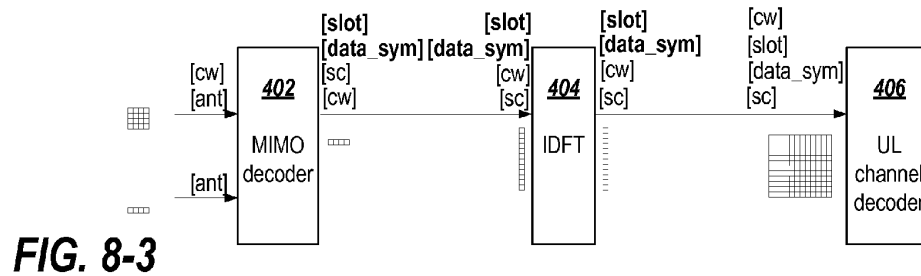 [slot]
[data_sym]
[sc]
[cw]
[slot]
[data_sym]
[cw]
[sc]
[slot]
[data_sym]
[cw]
[sc]
[cw]
[slot]
[data_sym]
[sc]
[cw]
[ant]
[ant]
402
MIMO
decoder
404
IDFT
406
UL
channel
decoder
FIG. 8-3